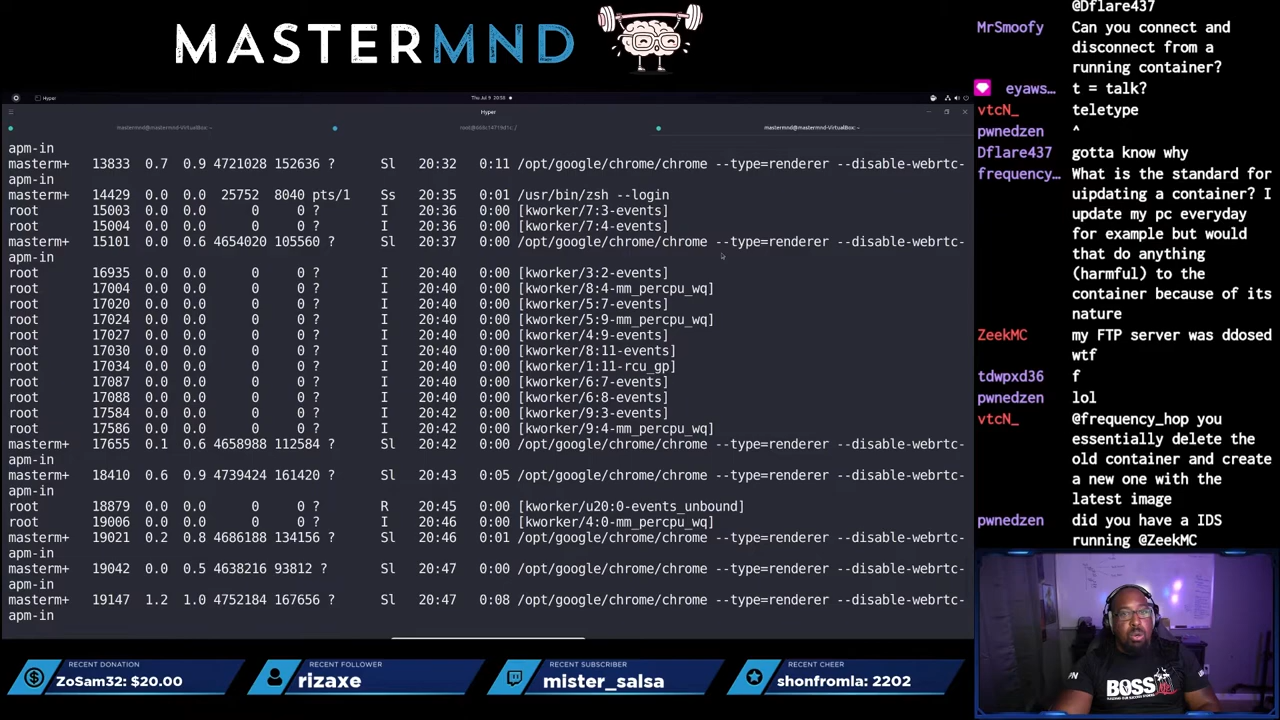 MASTERMND
Hyper
Thu Jul 9 20:50
Hyper
mastermnd@mastermnd-VirtualBox:~
mastermnd@mastermnd-VirtualBox:~
apm-in
masterm+ 13833 0.7 0.9 4721028 152636 ? Sl 20:32 0:11 /opt/google/chrome/chrome --type=renderer --disable-webrtc-
apm-in
masterm+ 14429 0.0 0.0 25752 8040 pts/1 Ss 20:35 0:01 /usr/bin/zsh --login
root 15003 0.0 0.0 0 0 ? I 20:36 0:00 [kworker/7:3-events]
root 15004 0.0 0.0 0 0 ? I 20:36 0:00 [kworker/7:4-events]
masterm+ 15101 0.0 0.6 4654020 105560 ? Sl 20:37 0:00 /opt/google/chrome/chrome --type=renderer --disable-webrtc-
apm-in
root 16935 0.0 0.0 0 0 ? I 20:40 0:00 [kworker/3:2-events]
root 17004 0.0 0.0 0 0 ? I 20:40 0:00 [kworker/8:4-mm_percpu_wq]
root 17020 0.0 0.0 0 0 ? I 20:40 0:00 [kworker/5:7-events]
root 17024 0.0 0.0 0 0 ? I 20:40 0:00 [kworker/5:9-mm_percpu_wq]
root 17027 0.0 0.0 0 0 ? I 20:40 0:00 [kworker/4:9-events]
root 17030 0.0 0.0 0 0 ? I 20:40 0:00 [kworker/8:11-events]
root 17034 0.0 0.0 0 0 ? I 20:40 0:00 [kworker/1:11-rcu_gp]
root 17087 0.0 0.0 0 0 ? I 20:40 0:00 [kworker/6:7-events]
root 17088 0.0 0.0 0 0 ? I 20:40 0:00 [kworker/6:8-events]
root 17584 0.0 0.0 0 0 ? I 20:42 0:00 [kworker/9:3-events]
root 17586 0.0 0.0 0 0 ? I 20:42 0:00 [kworker/9:4-mm_percpu_wq]
masterm+ 17655 0.1 0.6 4658988 112584 ? Sl 20:42 0:00 /opt/google/chrome/chrome --type=renderer --disable-webrtc-
apm-in
masterm+ 18410 0.6 0.9 4739424 161420 ? Sl 20:43 0:05 /opt/google/chrome/chrome --type=renderer --disable-webrtc-
apm-in
root 18879 0.0 0.0 0 0 ? R 20:45 0:00 [kworker/u20:0-events_unbound]
root 19006 0.0 0.0 0 0 ? I 20:46 0:00 [kworker/4:0-mm_percpu_wq]
masterm+ 19021 0.2 0.8 4686188 134156 ? Sl 20:46 0:01 /opt/google/chrome/chrome --type=renderer --disable-webrtc-
apm-in
masterm+ 19042 0.0 0.5 4638216 93812 ? Sl 20:47 0:00 /opt/google/chrome/chrome --type=renderer --disable-webrtc-
apm-in
masterm+ 19147 1.2 1.0 4752184 167656 ? Sl 20:47 0:08 /opt/google/chrome/chrome --type=renderer --disable-webrtc-
apm-in
@Dflare437
MrSmoofy Can you connect and
disconnect from a
running container?
eyaws… t = talk?
vtcN_ teletype
pwnedzen ^
Dflare437 gotta know why
frequency… What is the standard for
uipdating a container? I
update my pc everyday
for example but would
that do anything
(harmful) to the
container because of its
nature
ZeekMC my FTP server was ddosed
wtf
tdwpxd36 f
pwnedzen lol
vtcN_ @frequency_hop you
essentially delete the
old container and create
a new one with the
latest image
pwnedzen did you have a IDS
running @ZeekMC
BOSS
RECENT DONATION
ZoSam32: $20.00
RECENT FOLLOWER
rizaxe
RECENT SUBSCRIBER
mister_salsa
RECENT CHEER
shonfromla: 2202